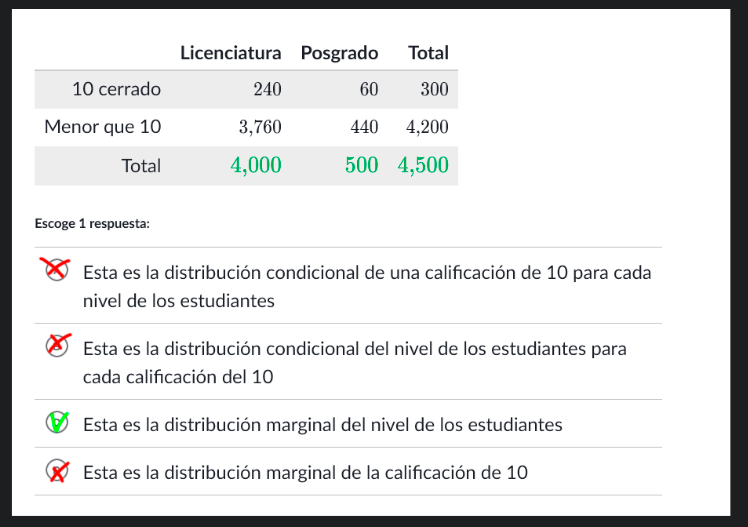 Licenciatura Posgrado Total
10 cerrado 240 60 300
Menor que 10 3,760 440 4,200
Total 4,000 500 4,500
Escoge 1 respuesta:
Esta es la distribución condicional de una calificación de 10 para cada
nivel de los estudiantes
Esta es la distribución condicional del nivel de los estudiantes para
cada calificación del 10
Esta es la distribución marginal del nivel de los estudiantes
Esta es la distribución marginal de la calificación de 10